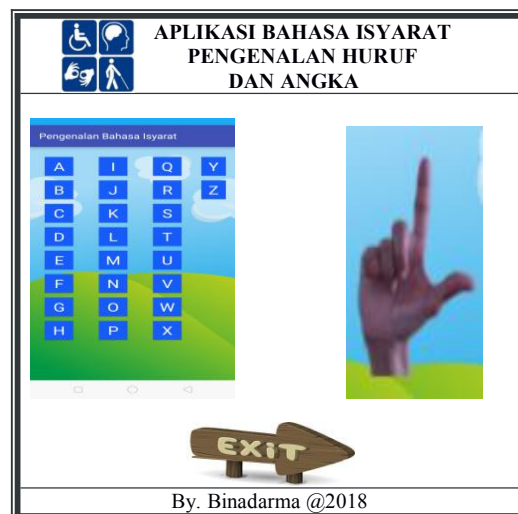 APLIKASI BAHASA ISYARAT
PENGENALAN HURUF
DAN ANGKA
Pengenalan Bahasa Isyarat
A I Q Y
B J R Z
C K S
D L T
E M U
F N V
G O W
H P X
EXiT
By. Binadarma @2018